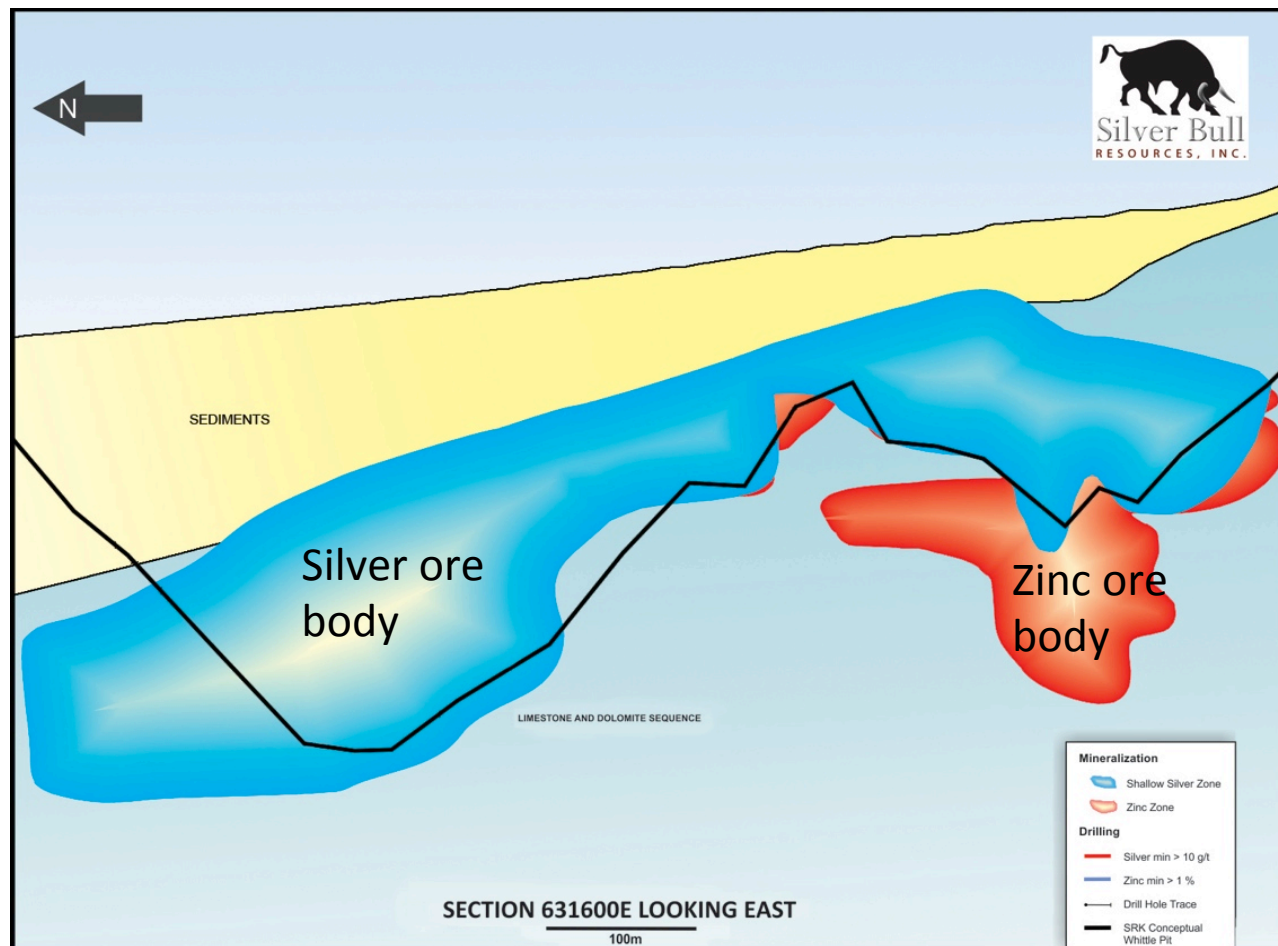 N
Silver Bull
RESOURCES, INC.
SEDIMENTS
Silver ore
body
Zinc ore
body
LIMESTONE AND DOLOMITE SEQUENCE
Mineralization
Shallow Silver Zone
Zinc Zone
Drilling
Silver min > 10 g/t
Zinc min > 1 %
Drill Hole Trace
SRK Conceptual
Whittle Pit
SECTION 631600E LOOKING EAST
100m